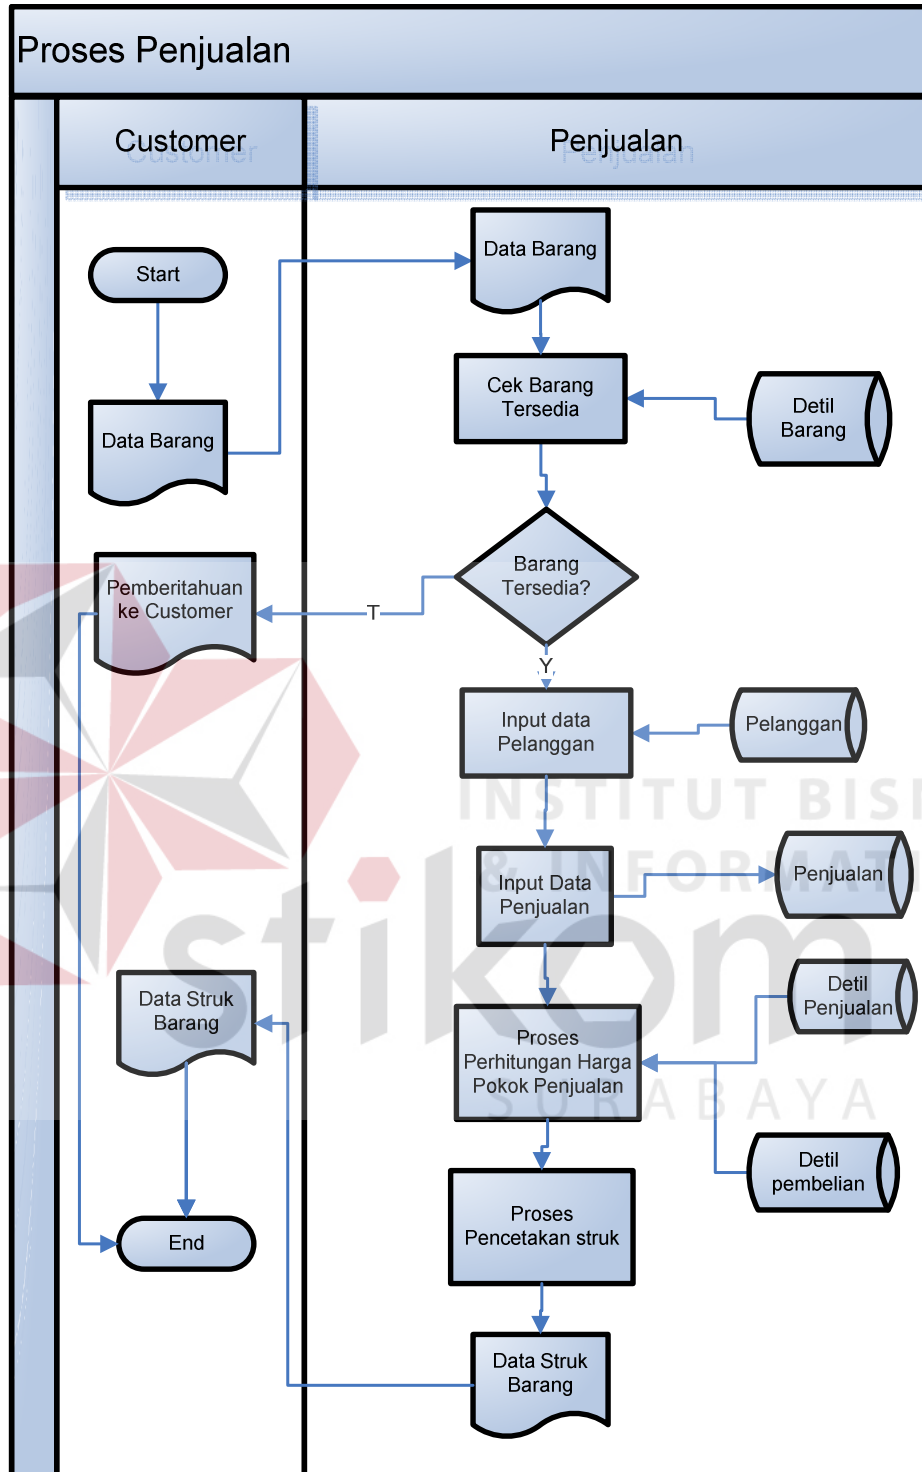 Proses Penjualan
Customer
Penjualan
Start
Data Barang
Data Barang
Cek Barang
Tersedia
Detil
Barang
Barang
Tersedia?
T
Pemberitahuan
ke Customer
Y
Input data
Pelanggan
Pelanggan
INSTITUT BISN
& INFORMATI
Input Data
Penjualan
Penjualan
stikom
SURABAYA
Detil
Penjualan
Proses
Perhitungan Harga
Pokok Penjualan
Detil
pembelian
Proses
Pencetakan struk
Data Struk
Barang
Data Struk
Barang
End